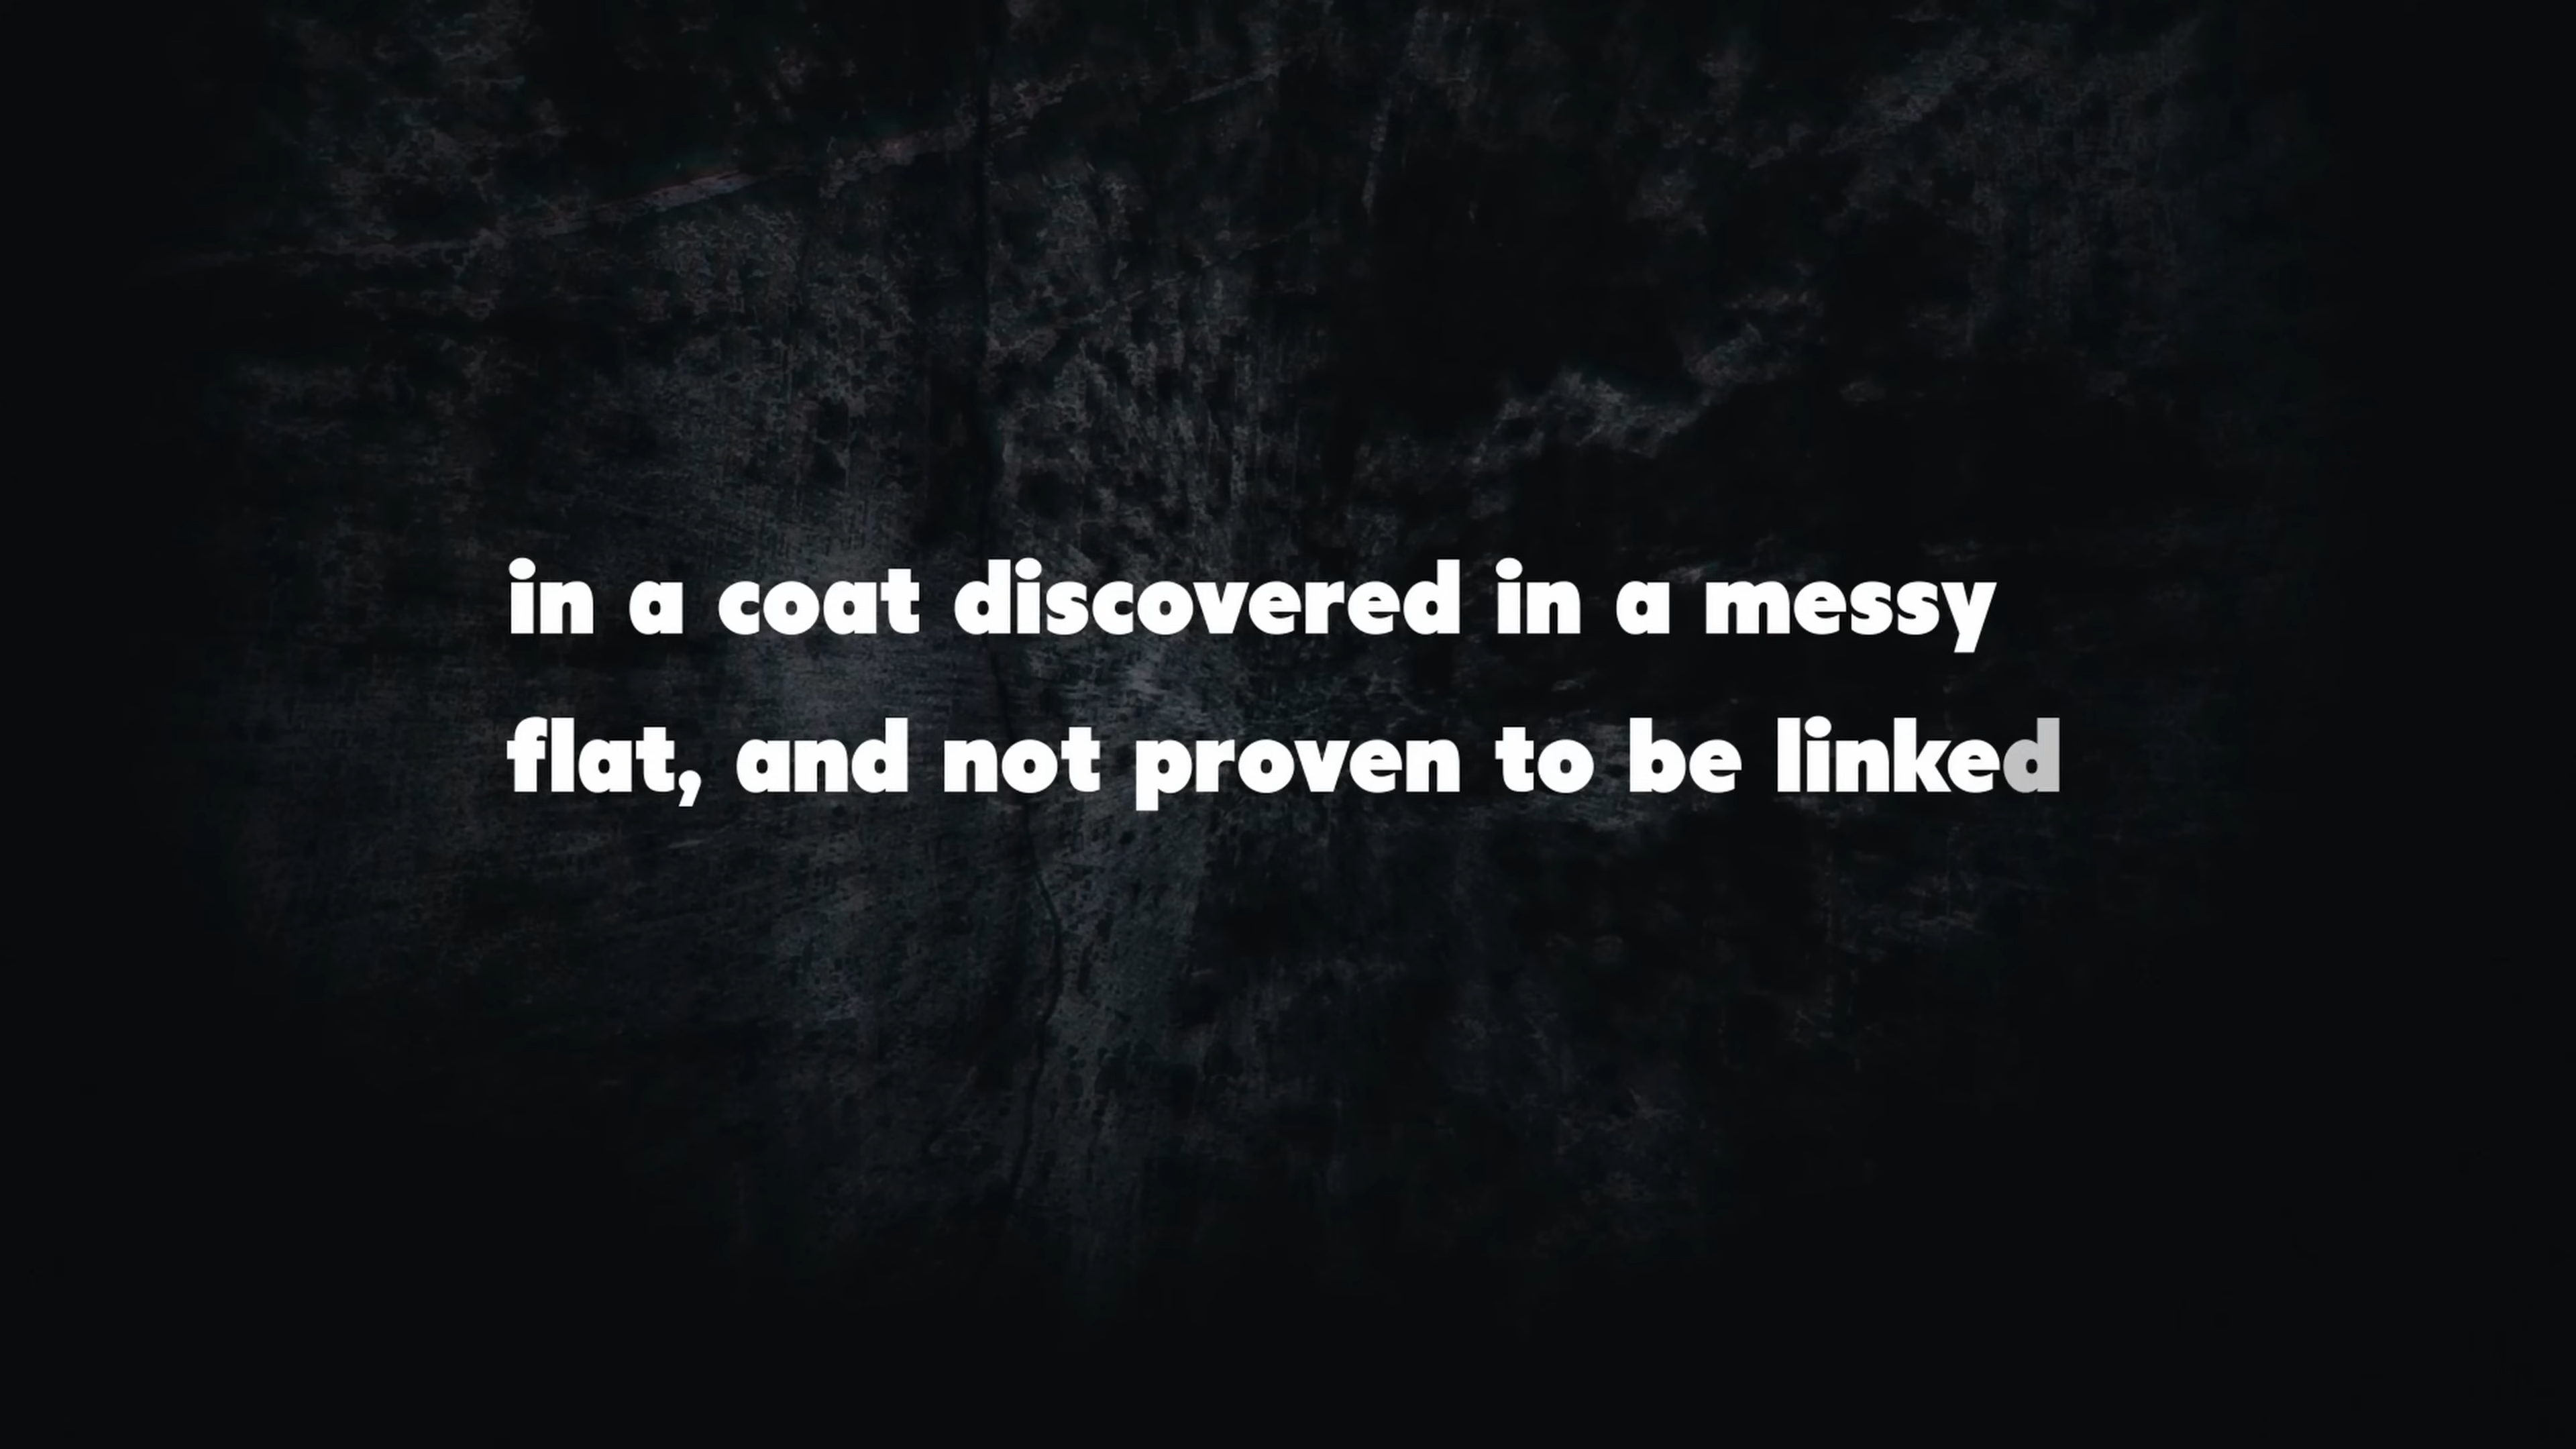 in a coat discovered in a messy
flat, and not proven to be linked